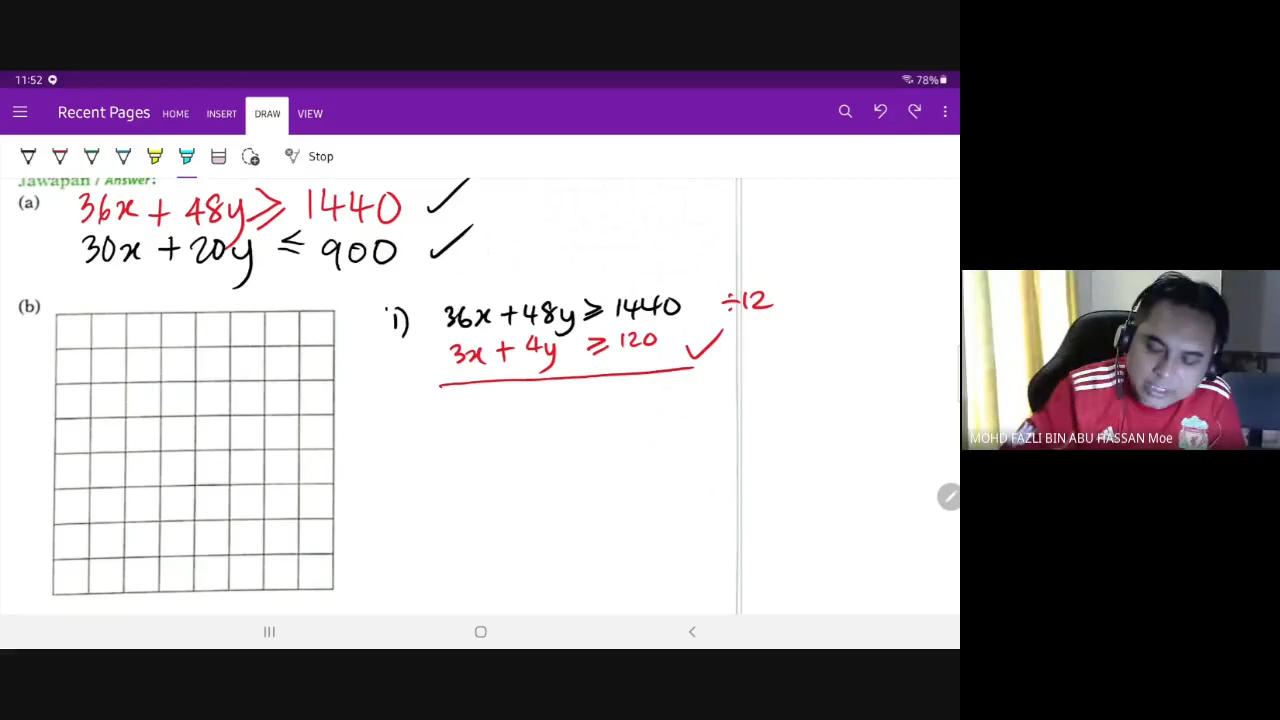 11:52
78%
Recent Pages HOME INSERT DRAW VIEW
Stop
Jawapan / Answer:
(a) 36x + 48y ≥ 1440
30x + 20y ≤ 900
(b)
i) 36x + 48y ≥ 1440 ÷12
3x + 4y ≥ 120
MOHD FAZLI BIN ABU HASSAN Moe